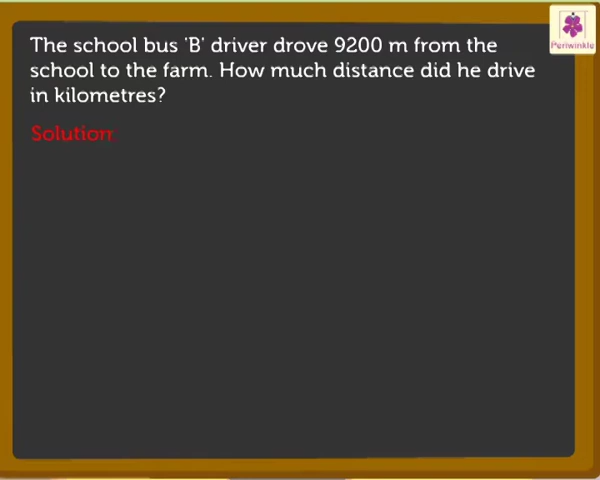 The school bus 'B' driver drove 9200 m from the
school to the farm. How much distance did he drive
in kilometres?
Solution:
Periwinkle